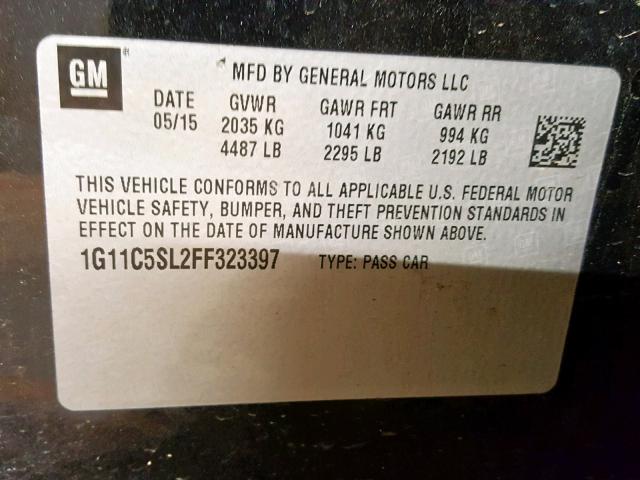 GM
MFD BY GENERAL MOTORS LLC
DATE GVWR GAWR FRT GAWR RR
05/15 2035 KG 1041 KG 994 KG
4487 LB 2295 LB 2192 LB
THIS VEHICLE CONFORMS TO ALL APPLICABLE U.S. FEDERAL MOTOR
VEHICLE SAFETY, BUMPER, AND THEFT PREVENTION STANDARDS IN
EFFECT ON THE DATE OF MANUFACTURE SHOWN ABOVE.
1G11C5SL2FF323397 TYPE: PASS CAR